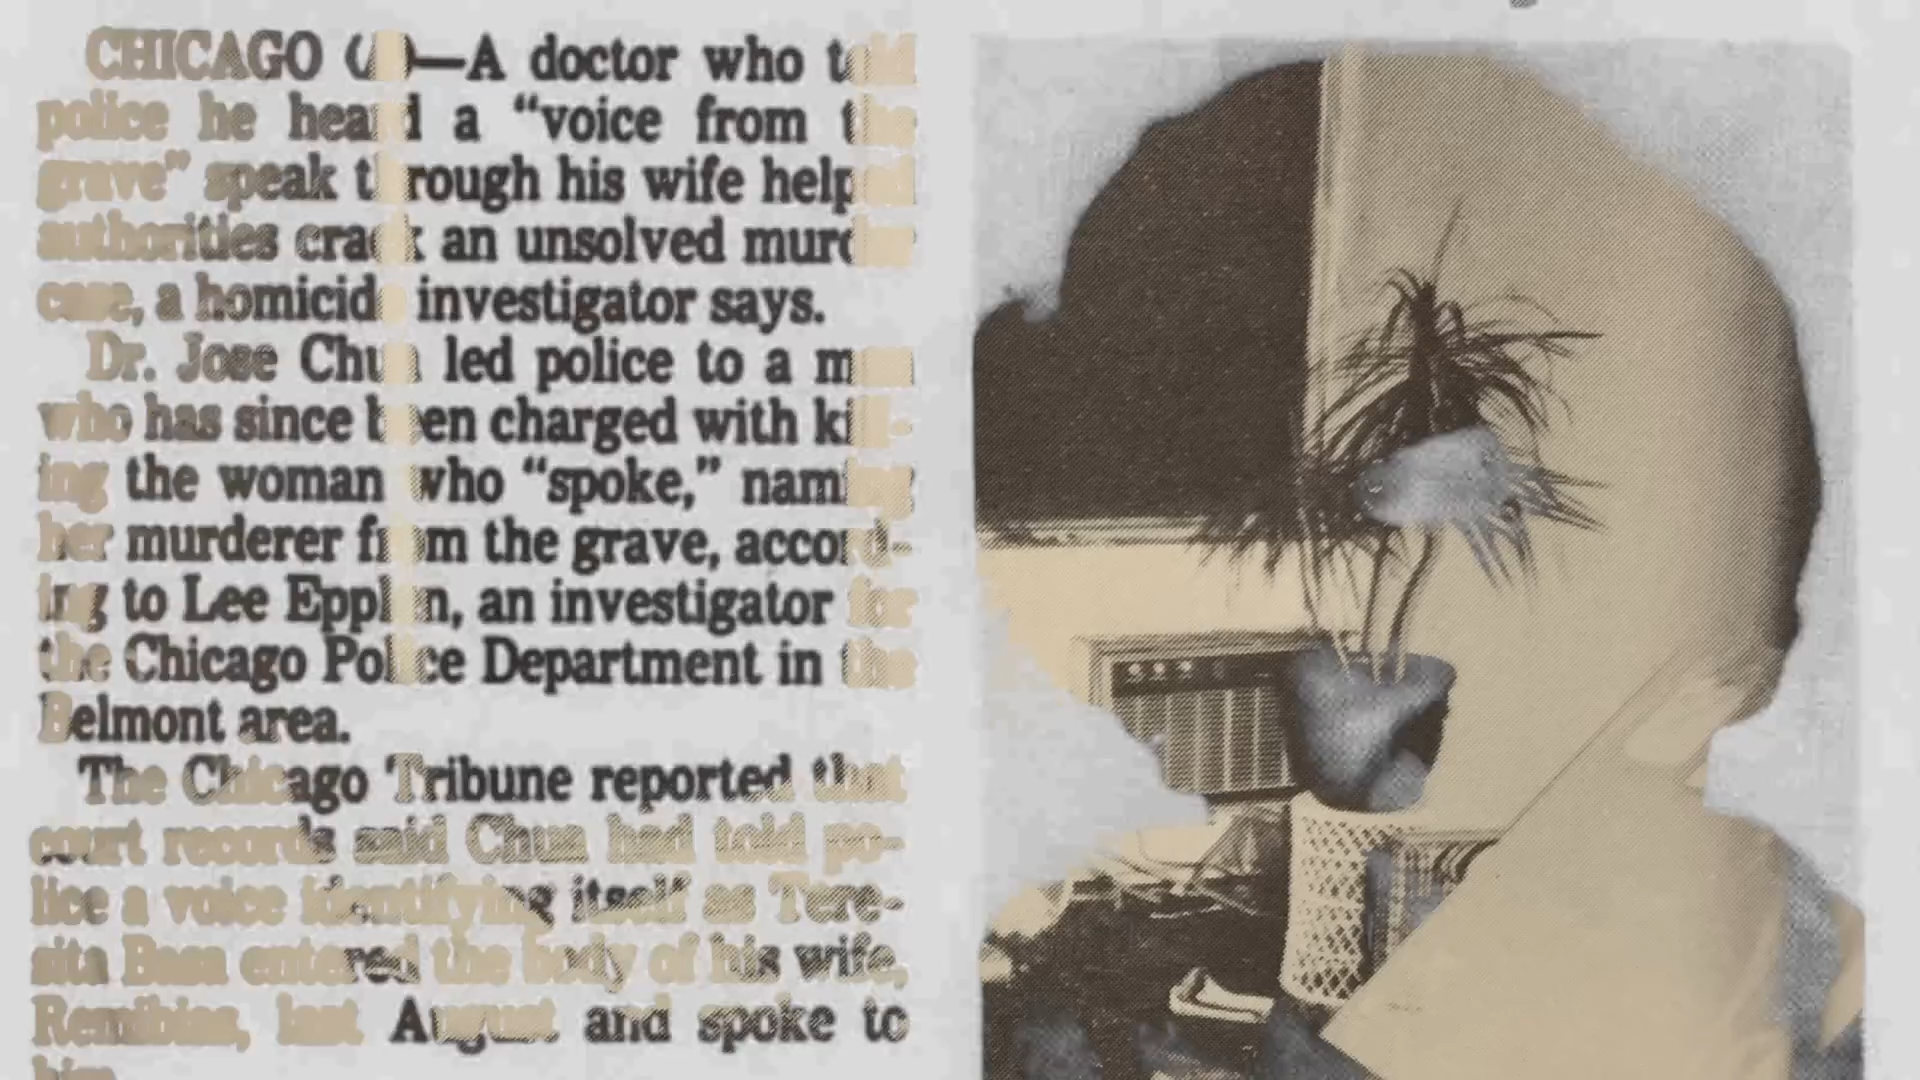 CHICAGO (A)—A doctor who told
police he heard a “voice from the
grave” speak through his wife helped
authorities crack an unsolved murder
case, a homicide investigator says.
Dr. Jose Chua led police to a man
who has since been charged with kill-
ing the woman who “spoke,” naming
her murderer from the grave, accord-
ing to Lee Epplen, an investigator for
the Chicago Police Department in the
Belmont area.
The Chicago Tribune reported that
court records said Chua had told po-
lice a voice identifying itself as Tere-
sita Basa entered the body of his wife,
Remibias, last August and spoke to
him.